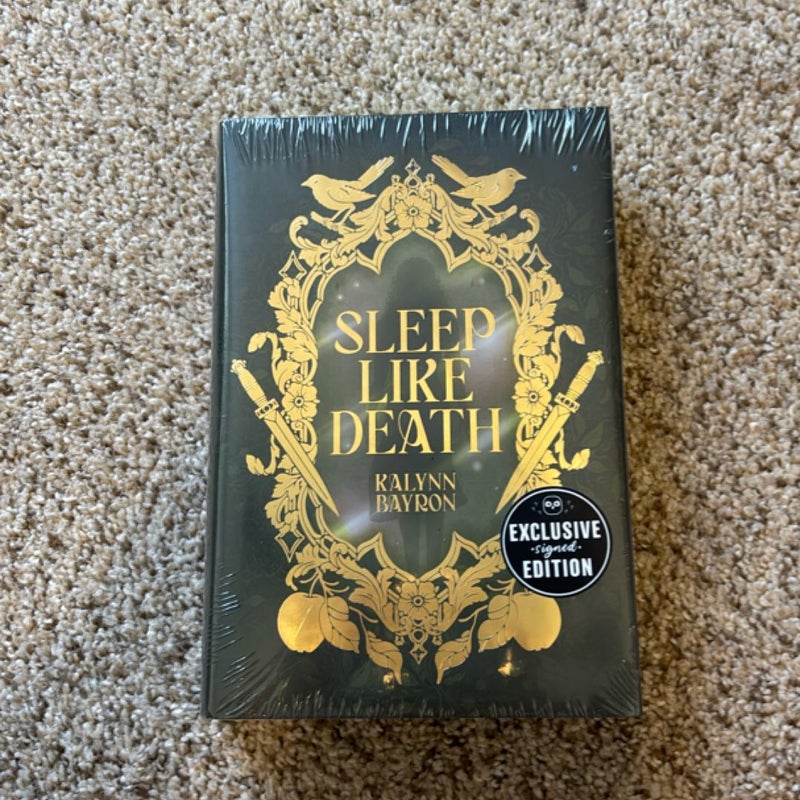 SLEEP
LIKE
DEATH
KALYNN
BAYRON
EXCLUSIVE
signed
EDITION